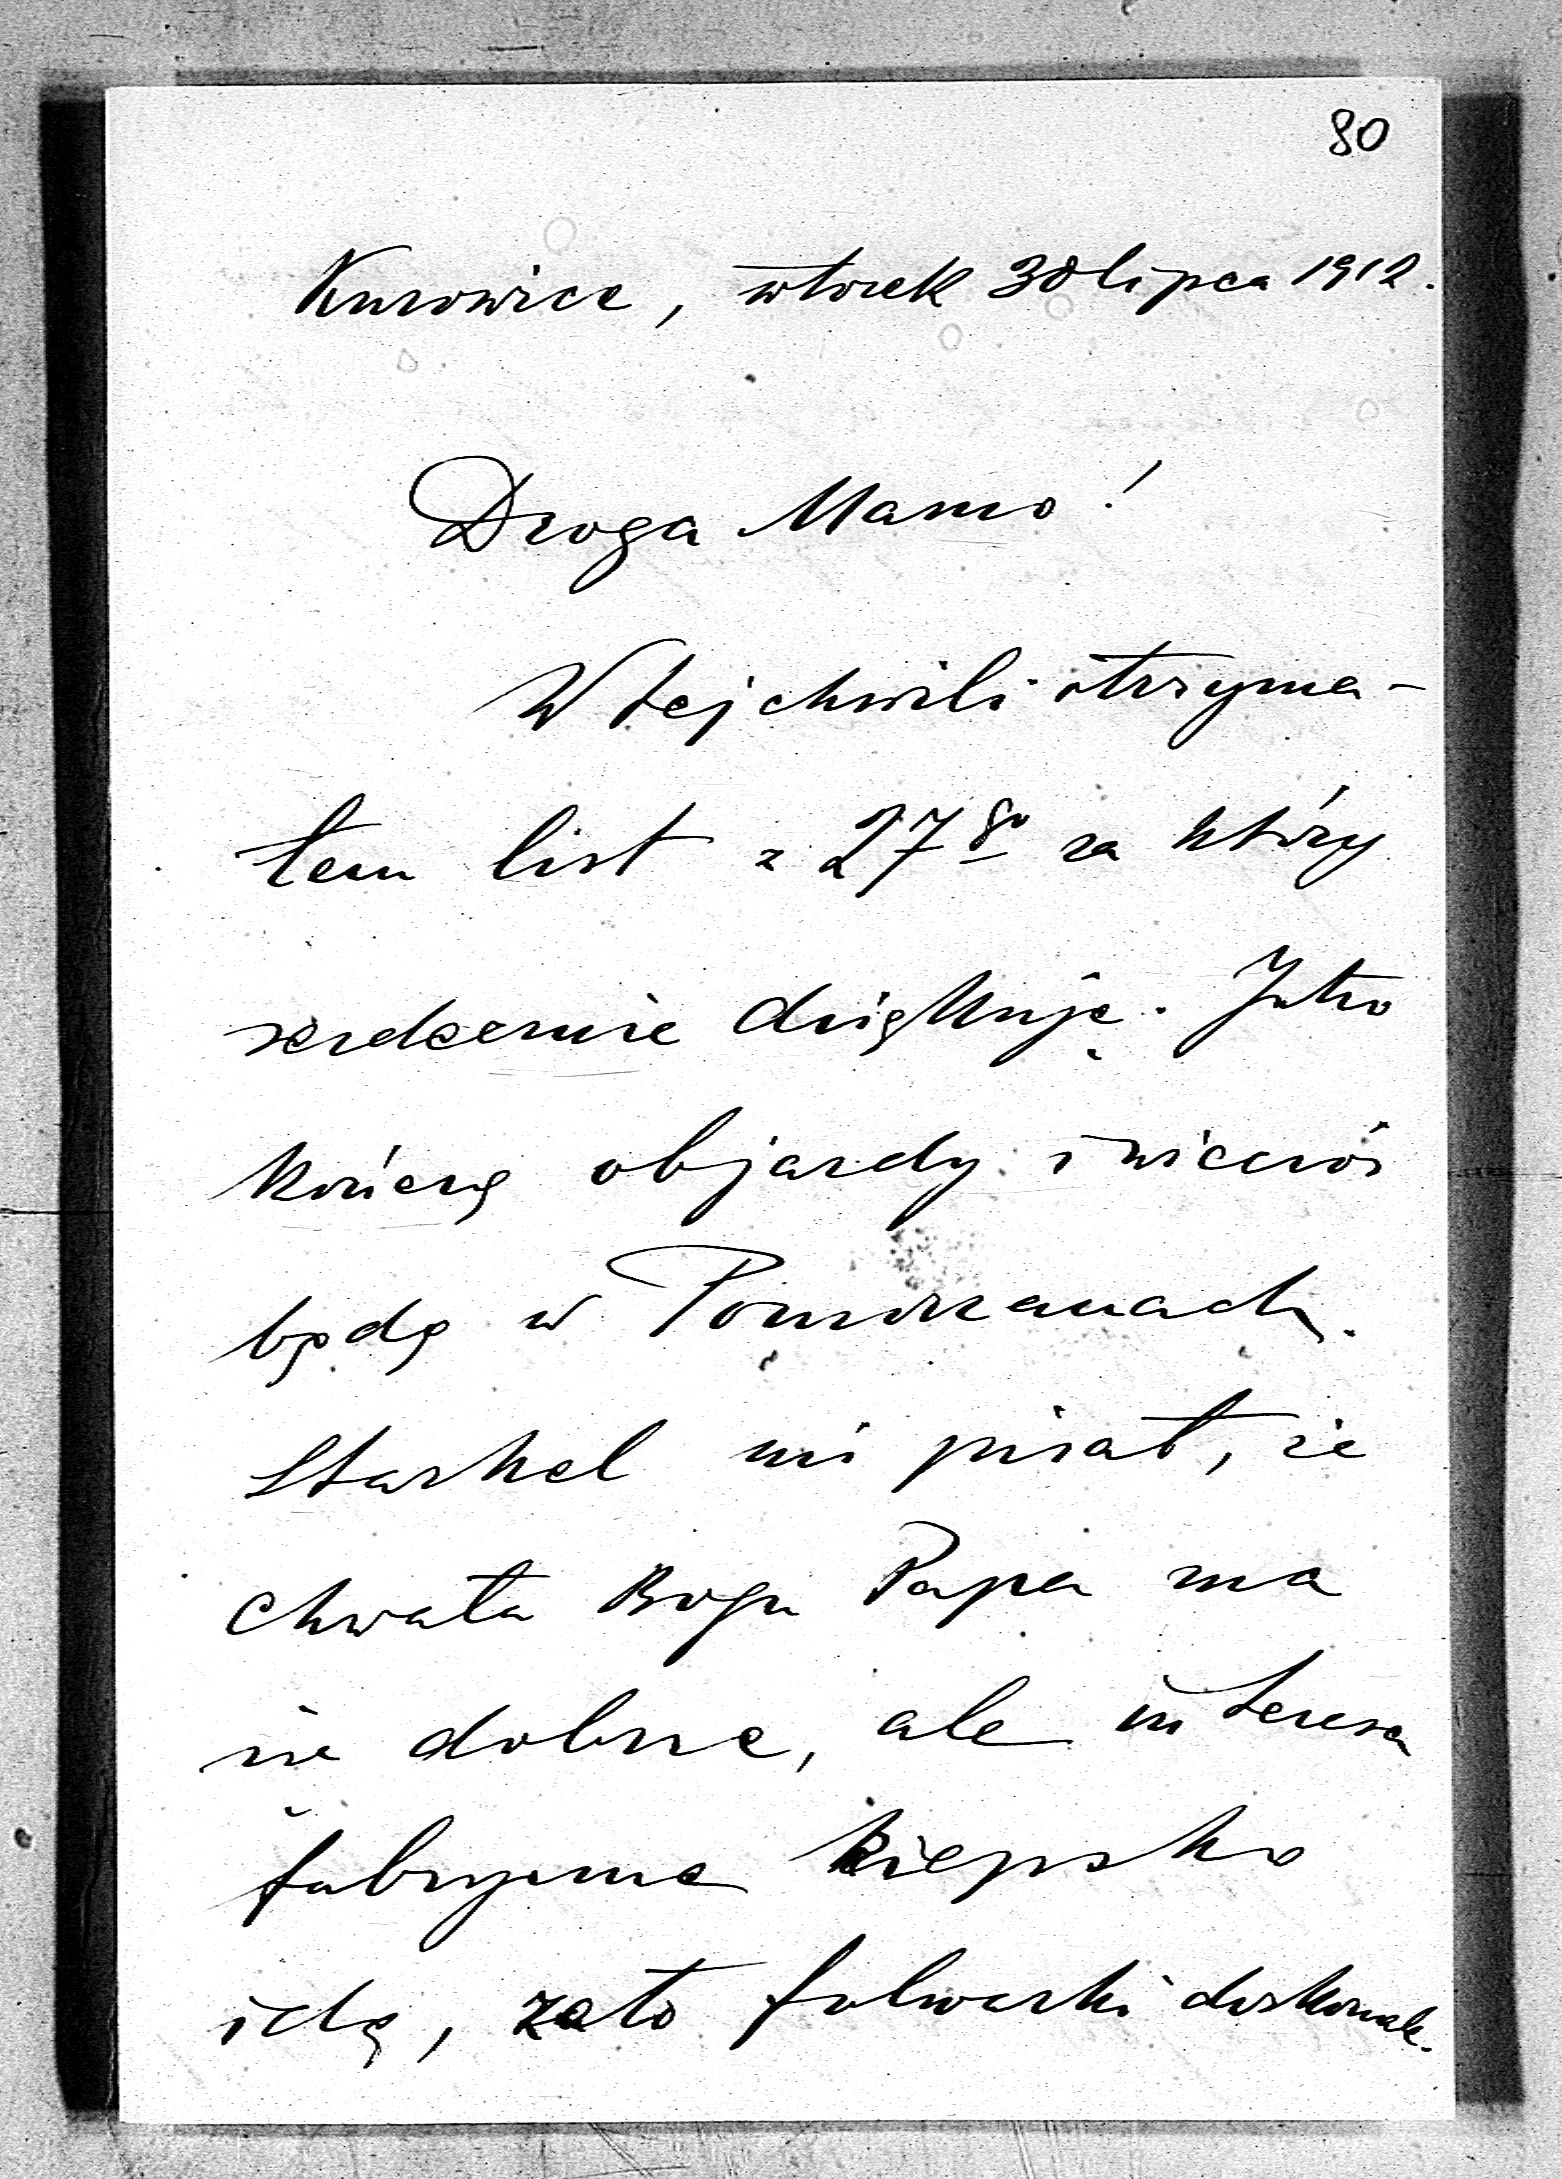 80
Kurowice, wtorek 30 lipca 1912.
Droga Mamo!
W tej chwili otrzyma-
łem list z 27go za który
serdecznie dziękuję. Jutro
kończę objazdy i wieczór
będę w Pomorzanach.
Starkel mi pisał, że
chwała Bogu Papa ma
się dobrze, ale interesa
fabryczne kiepsko
idą, zato folwarki doskonale.